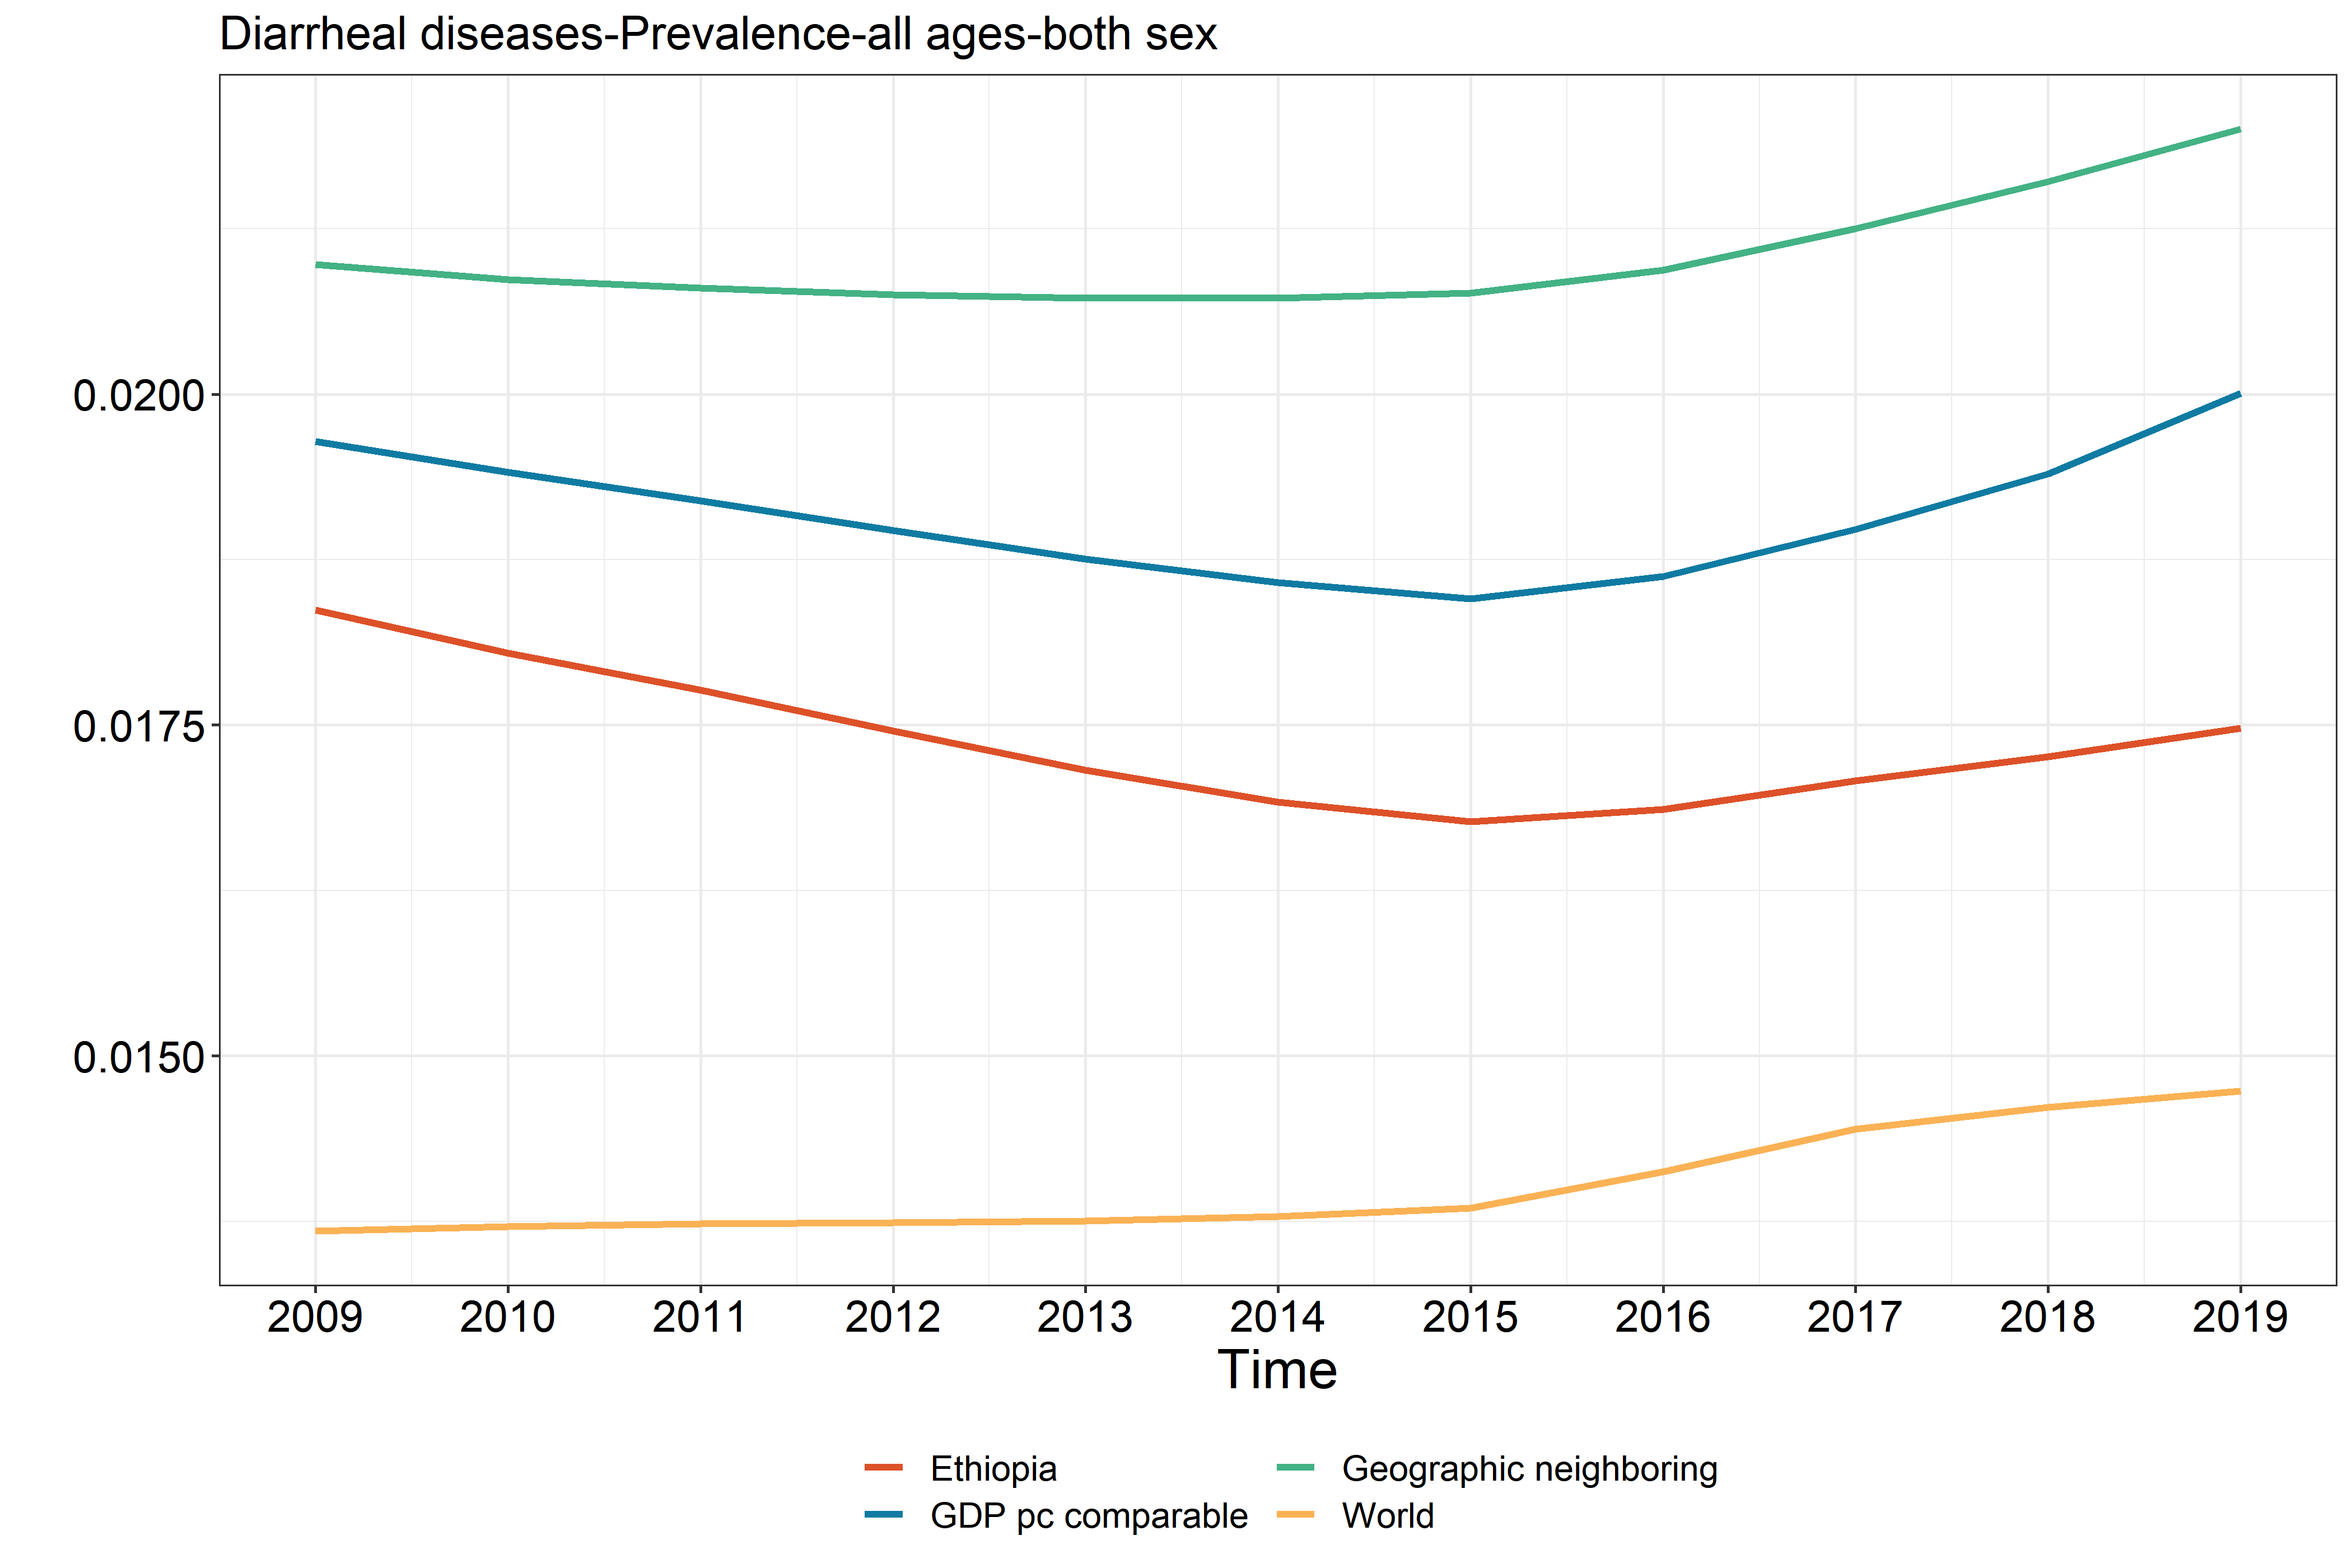 Diarrheal diseases-Prevalence-all ages-both sex
0.0200
0.0175
0.0150
2009 2010 2011 2012 2013 2014 2015 2016 2017 2018 2019
Time
Ethiopia Geographic neighboring
GDP pc comparable World